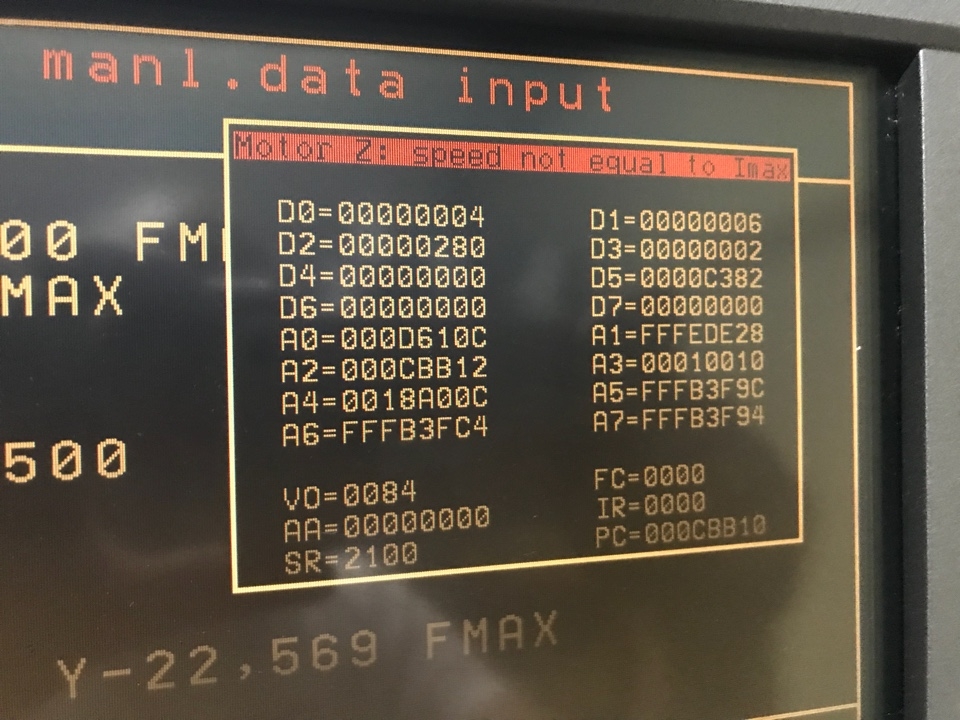 manl.data input
Motor Z: speed not equal to Imax
00 FM
MAX
500
D0=00000004 D1=00000006
D2=00000280 D3=00000002
D4=00000000 D5=0000C382
D6=00000000 D7=00000000
A0=000D610C A1=FFFEDE28
A2=000CBB12 A3=00010010
A4=0018A00C A5=FFFB3F9C
A6=FFFB3FC4 A7=FFFB3F94
VO=0084 FC=0000
AA=00000000 IR=0000
SR=2100 PC=000CBB10
Y-22,569 FMAX